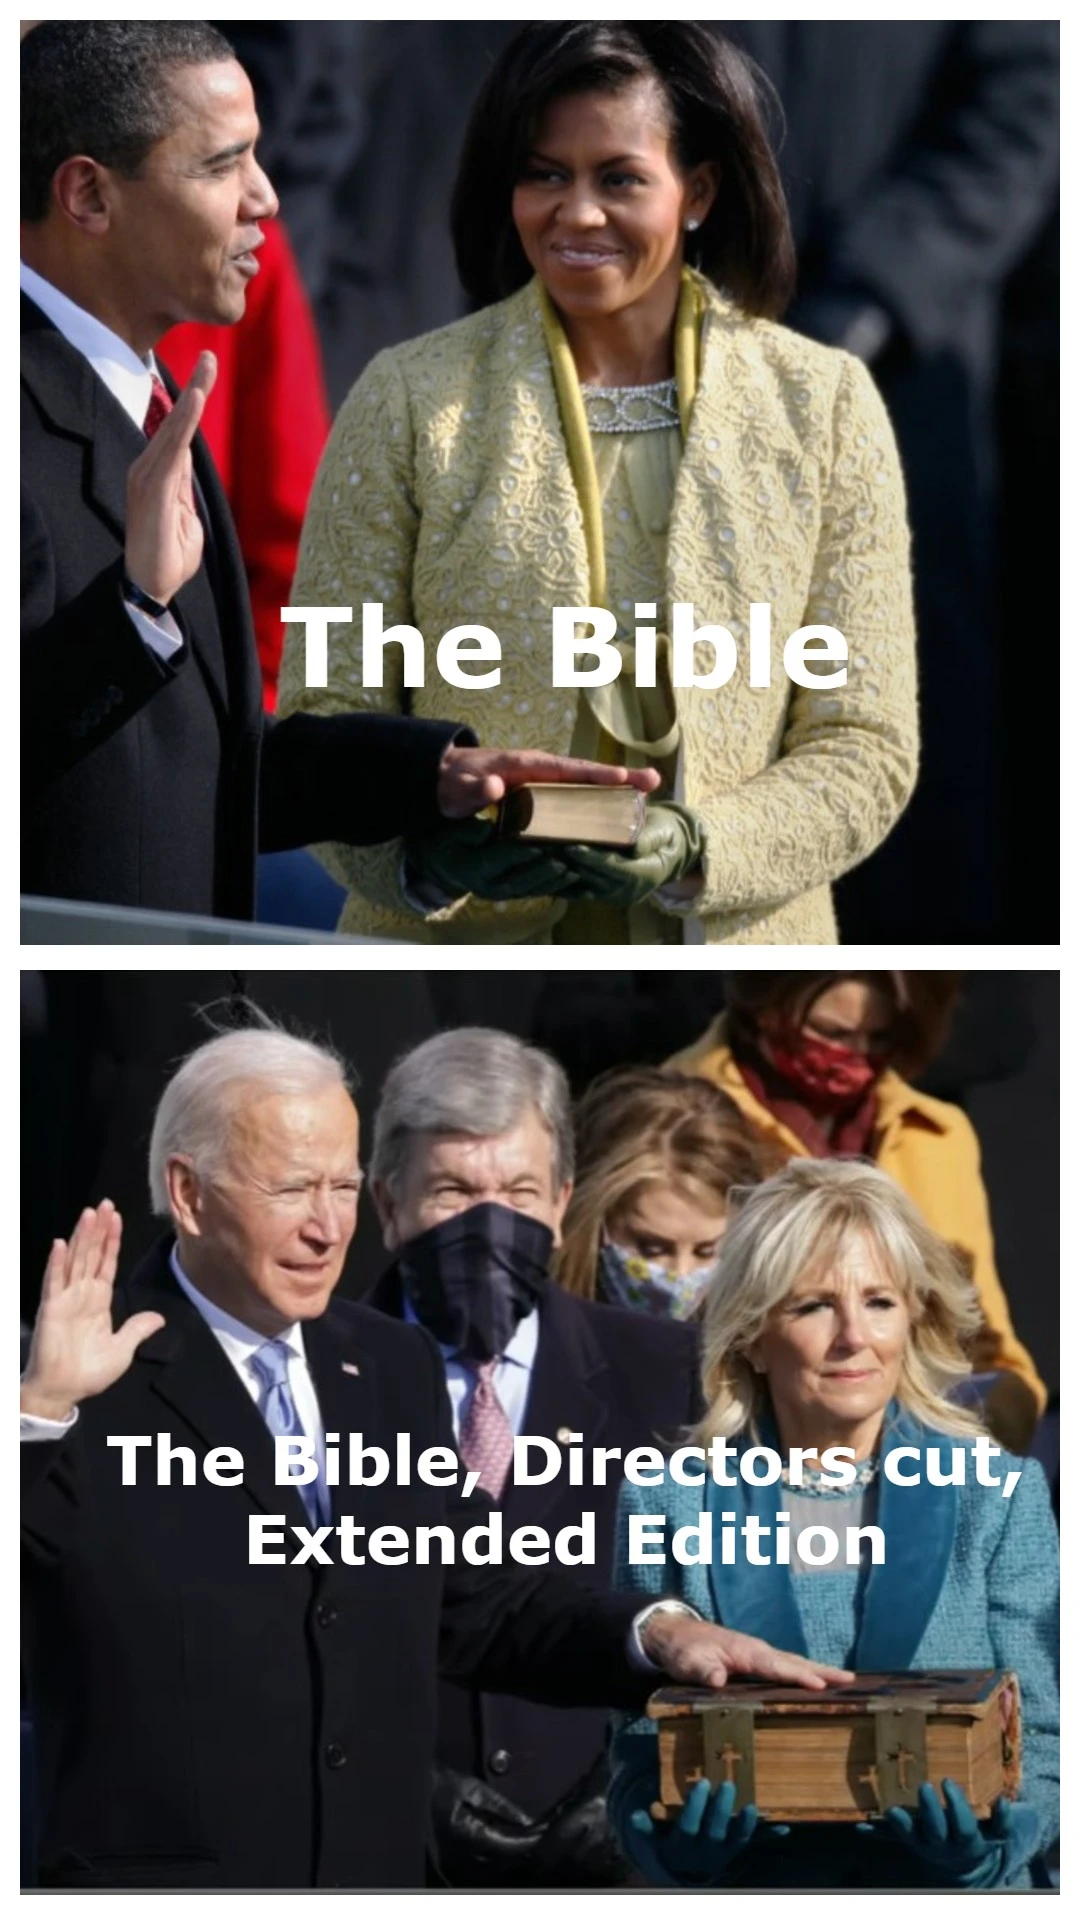 The Bible
The Bible, Directors cut,
Extended Edition